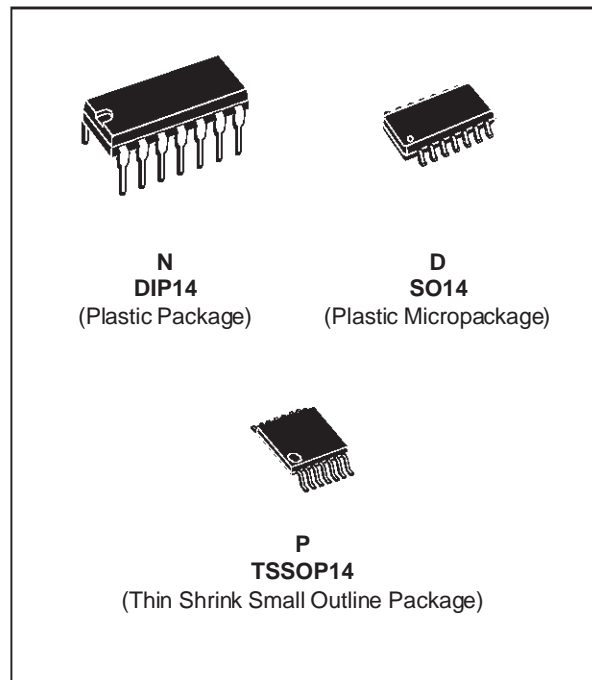 N
DIP14
(Plastic Package)
D
SO14
(Plastic Micropackage)
P
TSSOP14
(Thin Shrink Small Outline Package)